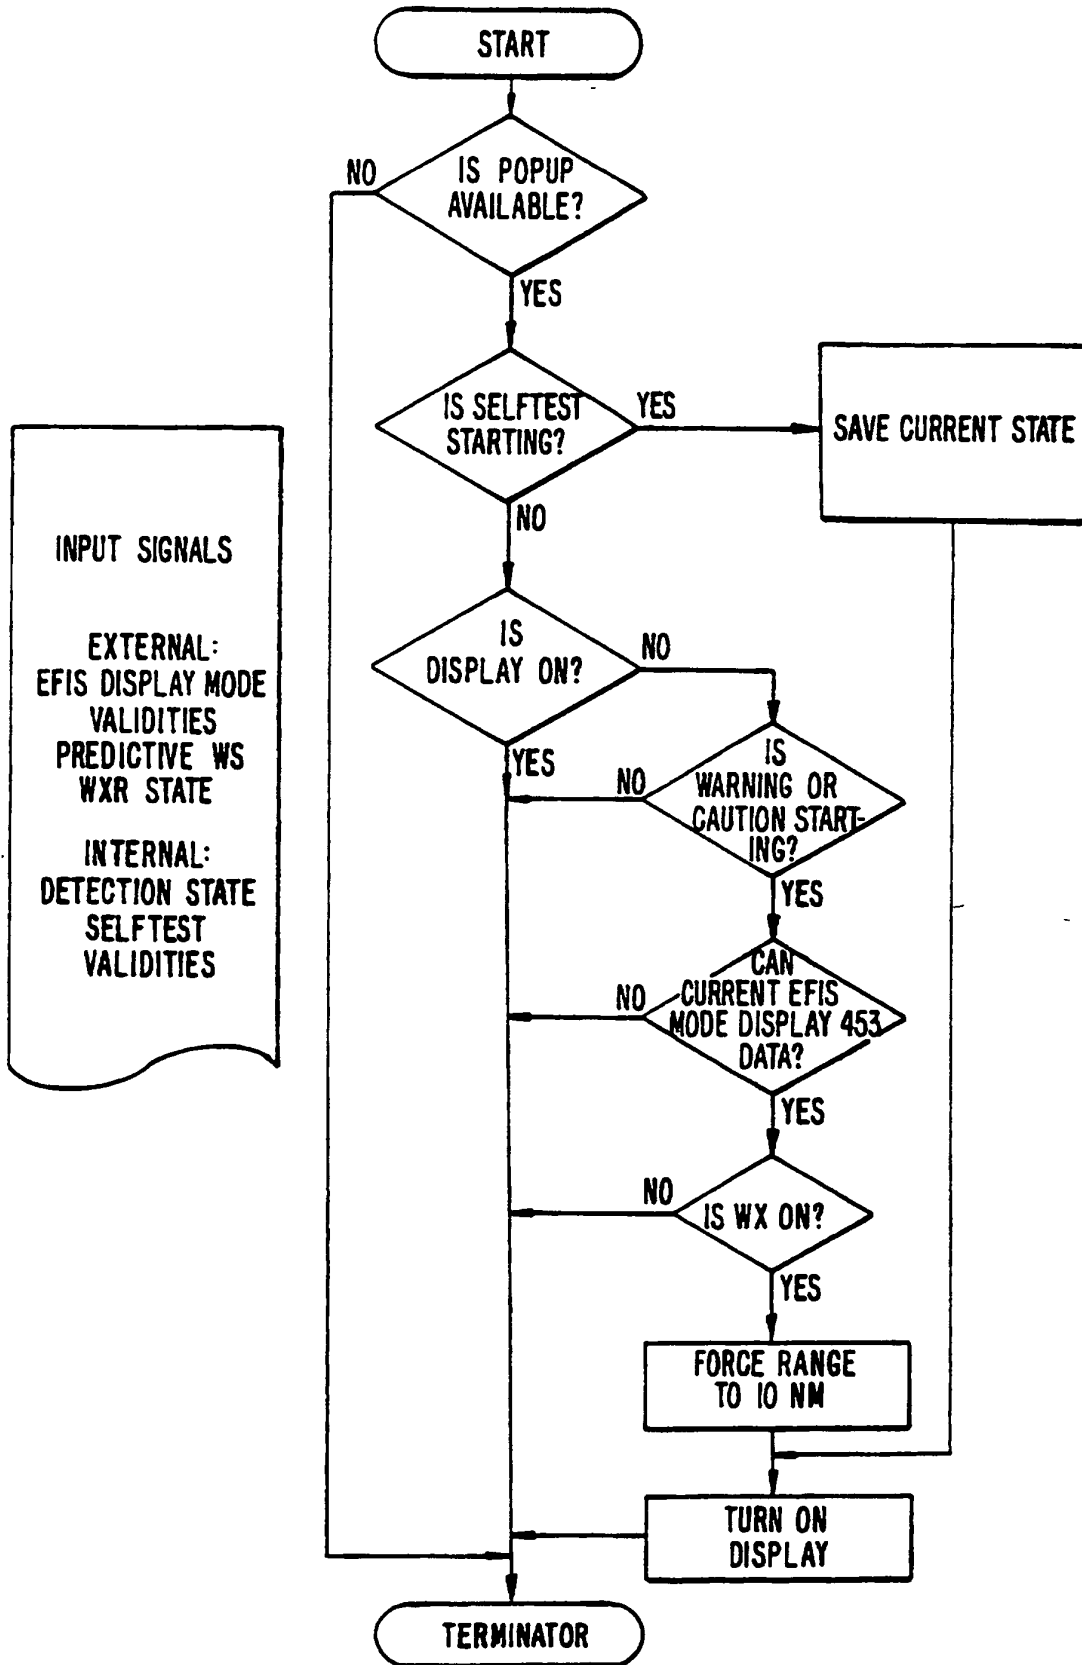 START
IS POPUP
AVAILABLE?
NO
YES
IS SELFTEST
STARTING?
YES
SAVE CURRENT STATE
NO
IS
DISPLAY ON?
NO
YES
IS
WARNING OR
CAUTION START-
ING?
NO
YES
CAN
CURRENT EFIS
MODE DISPLAY 453
DATA?
NO
YES
IS WX ON?
NO
YES
FORCE RANGE
TO 10 NM
TURN ON
DISPLAY
TERMINATOR
INPUT SIGNALS
EXTERNAL:
EFIS DISPLAY MODE
VALIDITIES
PREDICTIVE WS
WXR STATE
INTERNAL:
DETECTION STATE
SELFTEST
VALIDITIES